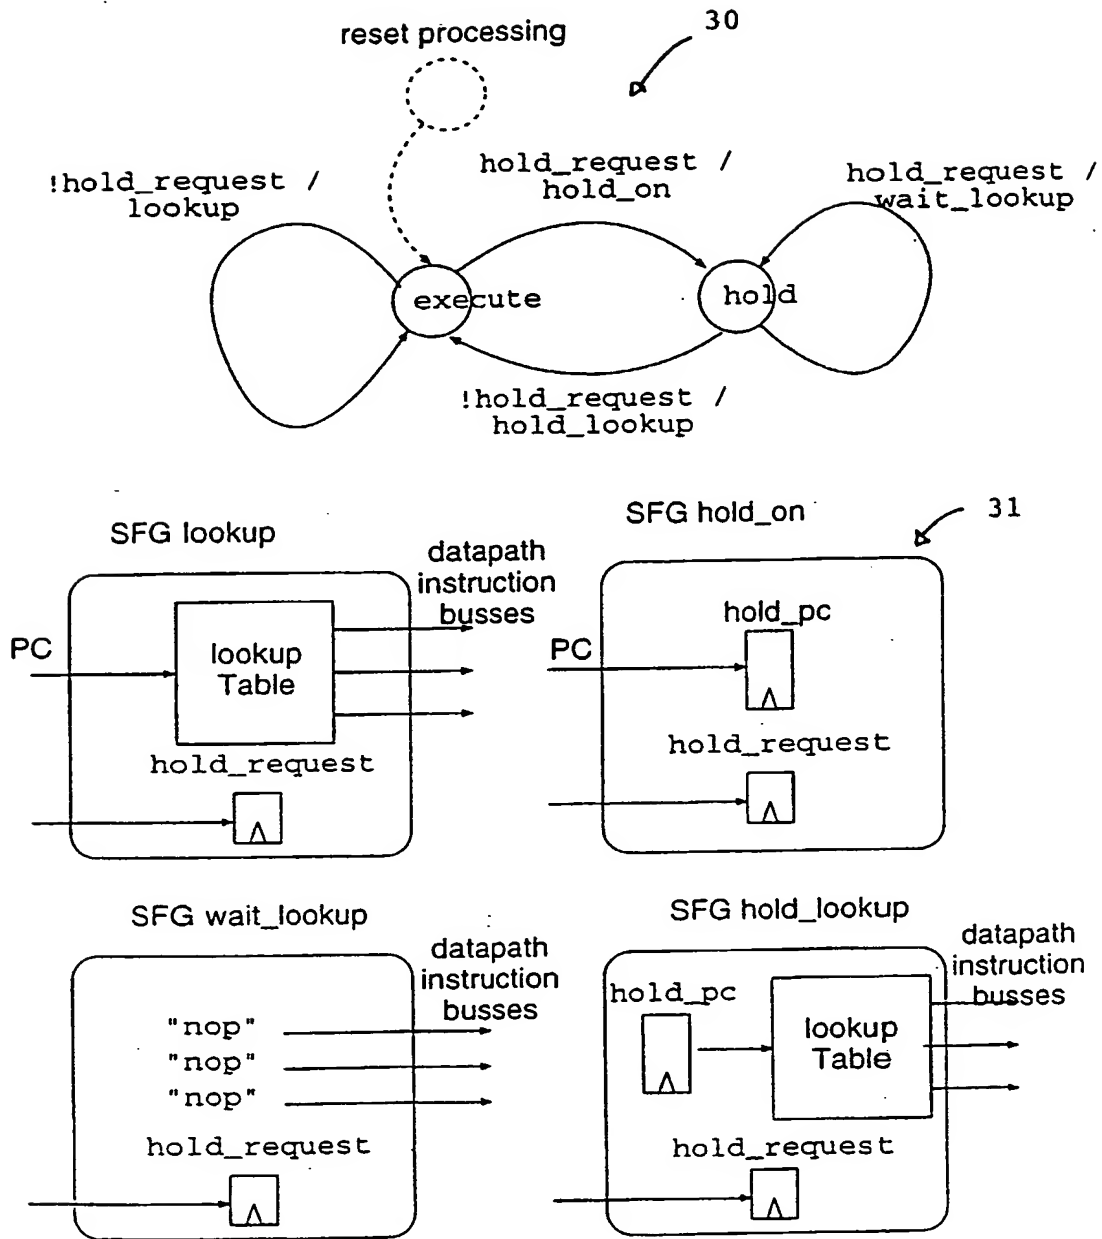 reset processing
30
!hold_request /
lookup
hold_request /
hold_on
hold_request /
wait_lookup
execute
hold
!hold_request /
hold_lookup
SFG lookup
datapath
instruction
busses
PC
lookup
Table
hold_request
SFG hold_on
31
hold_pc
PC
hold_request
SFG wait_lookup
datapath
instruction
busses
"nop"
"nop"
"nop"
hold_request
SFG hold_lookup
datapath
instruction
busses
hold_pc
lookup
Table
hold_request